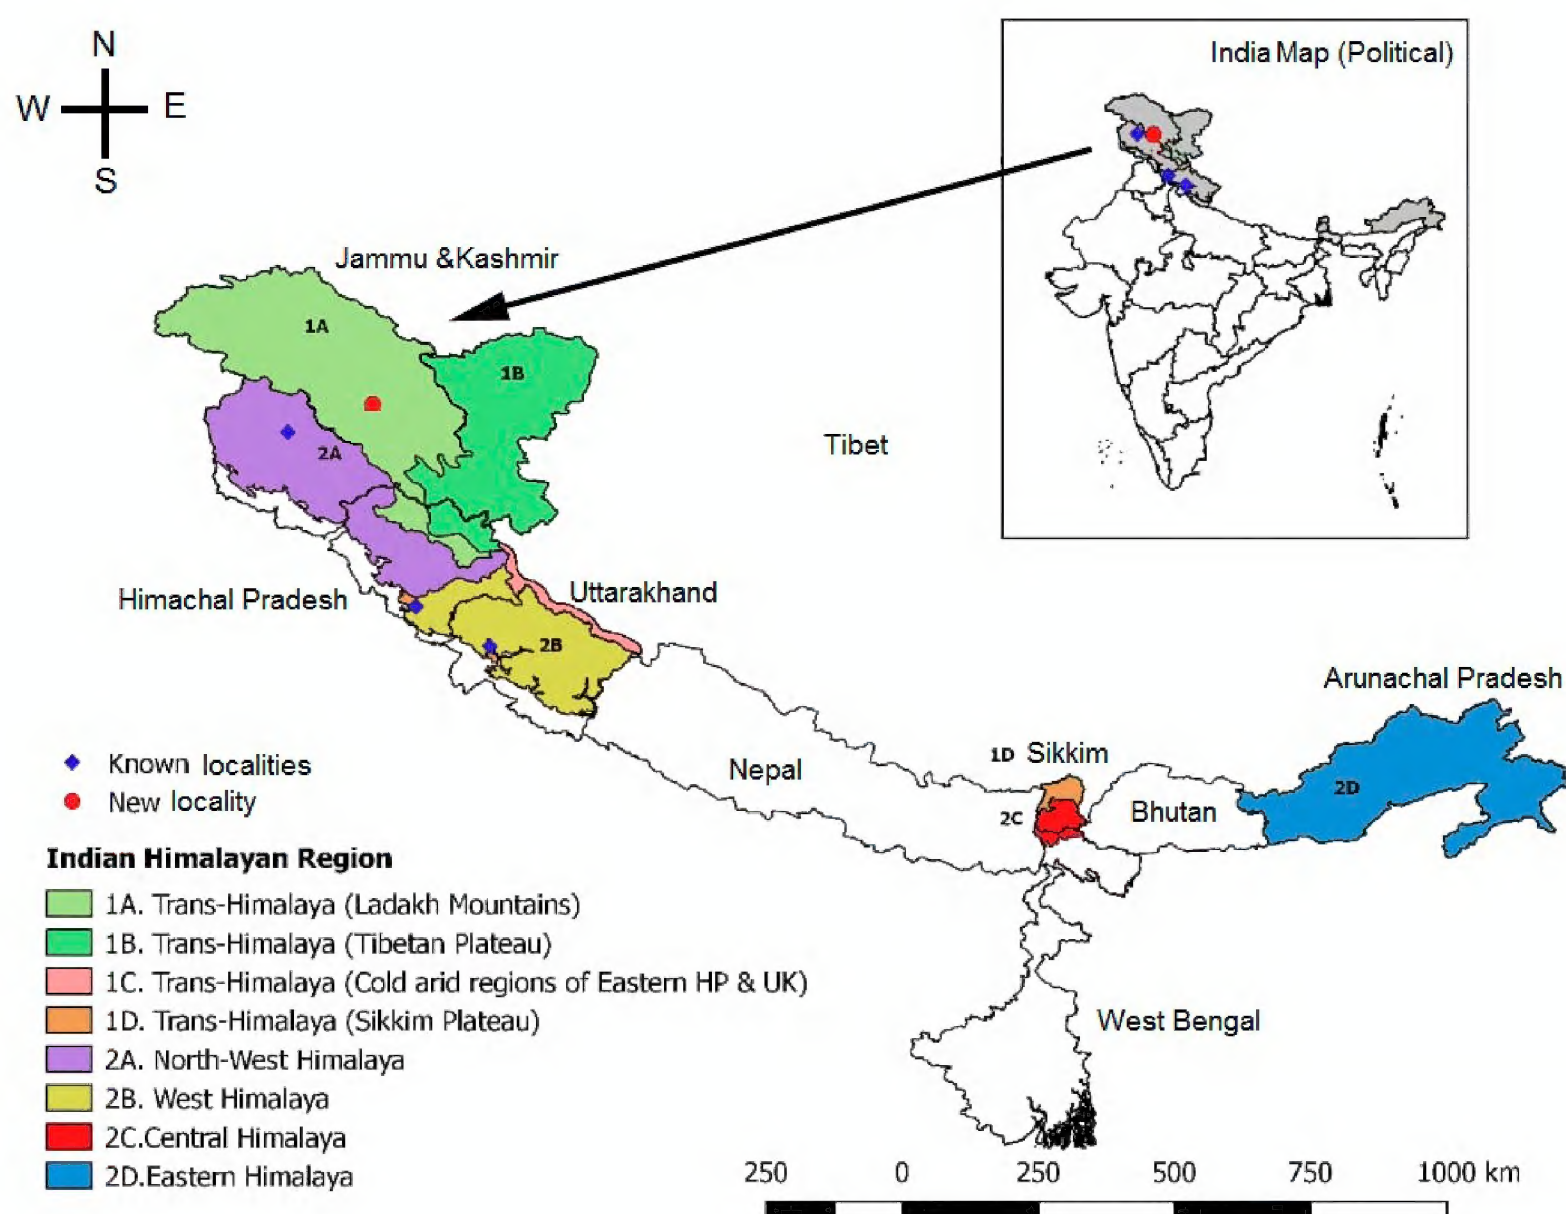 N
W E
S
India Map (Political)
Jammu &Kashmir
1A
1B
2A
Tibet
Himachal Pradesh
Uttarakhand
2B
Arunachal Pradesh
1D Sikkim
Nepal
2C
Bhutan
2D
West Bengal
Known localities
New locality
Indian Himalayan Region
1A. Trans-Himalaya (Ladakh Mountains)
1B. Trans-Himalaya (Tibetan Plateau)
1C. Trans-Himalaya (Cold arid regions of Eastern HP & UK)
1D. Trans-Himalaya (Sikkim Plateau)
2A. North-West Himalaya
2B. West Himalaya
2C.Central Himalaya
2D.Eastern Himalaya
250 0 250 500 750 1000 km